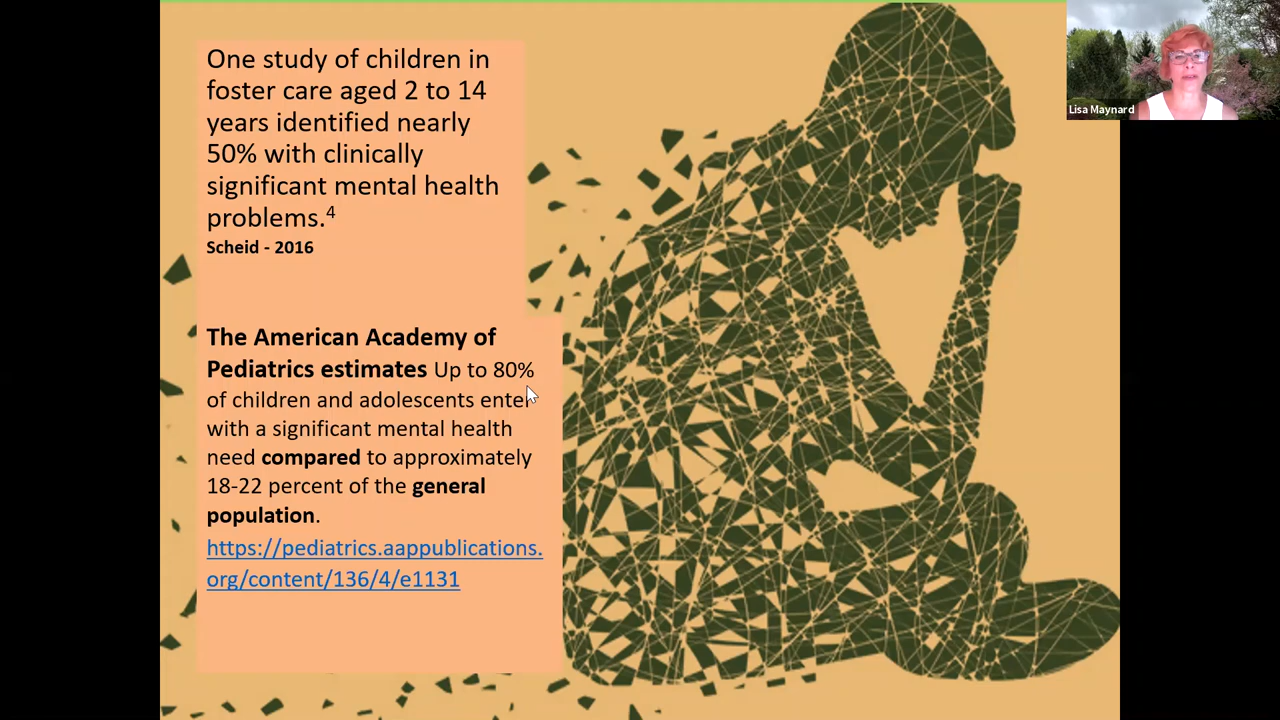 One study of children in
foster care aged 2 to 14
years identified nearly
50% with clinically
significant mental health
problems.4
Scheid - 2016
The American Academy of
Pediatrics estimates Up to 80%
of children and adolescents enter
with a significant mental health
need compared to approximately
18-22 percent of the general
population.
https://pediatrics.aappublications.
org/content/136/4/e1131
Lisa Maynard